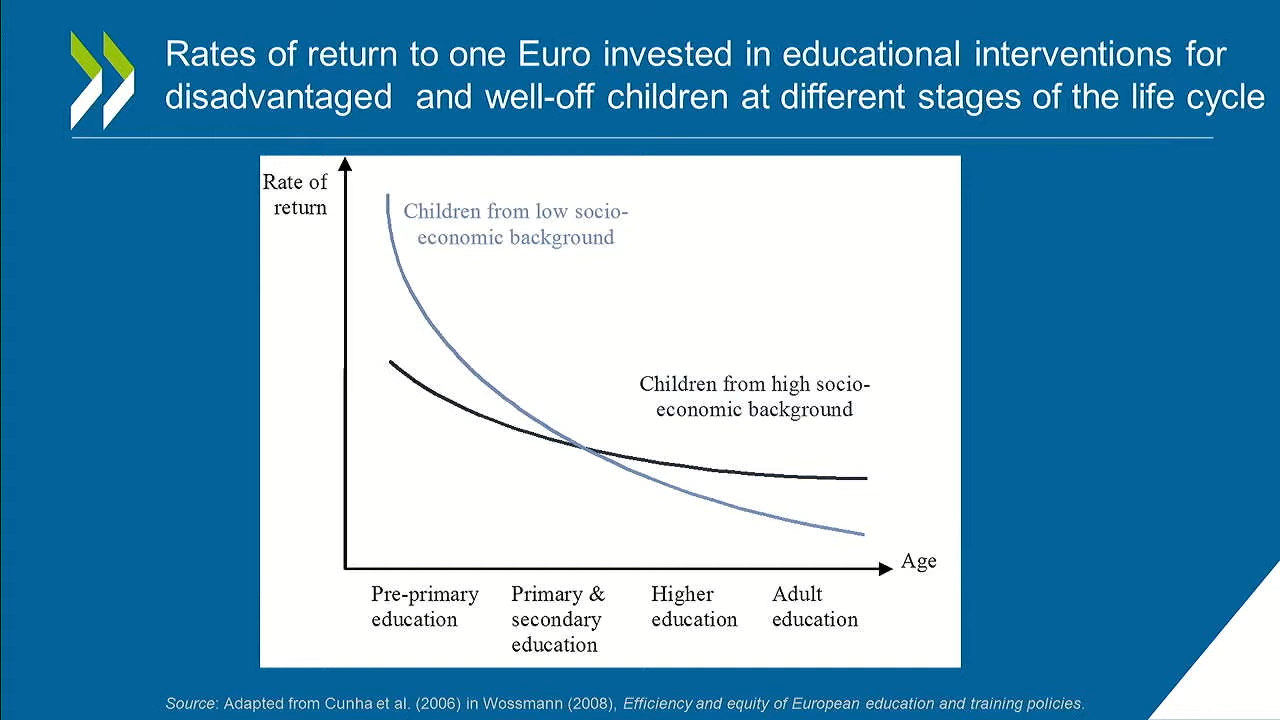 Rates of return to one Euro invested in educational interventions for
disadvantaged and well-off children at different stages of the life cycle
Rate of
return
Children from low socio-
economic background
Children from high socio-
economic background
Age
Pre-primary
education
Primary &
secondary
education
Higher
education
Adult
education
Source: Adapted from Cunha et al. (2006) in Wossmann (2008), Efficiency and equity of European education and training policies.